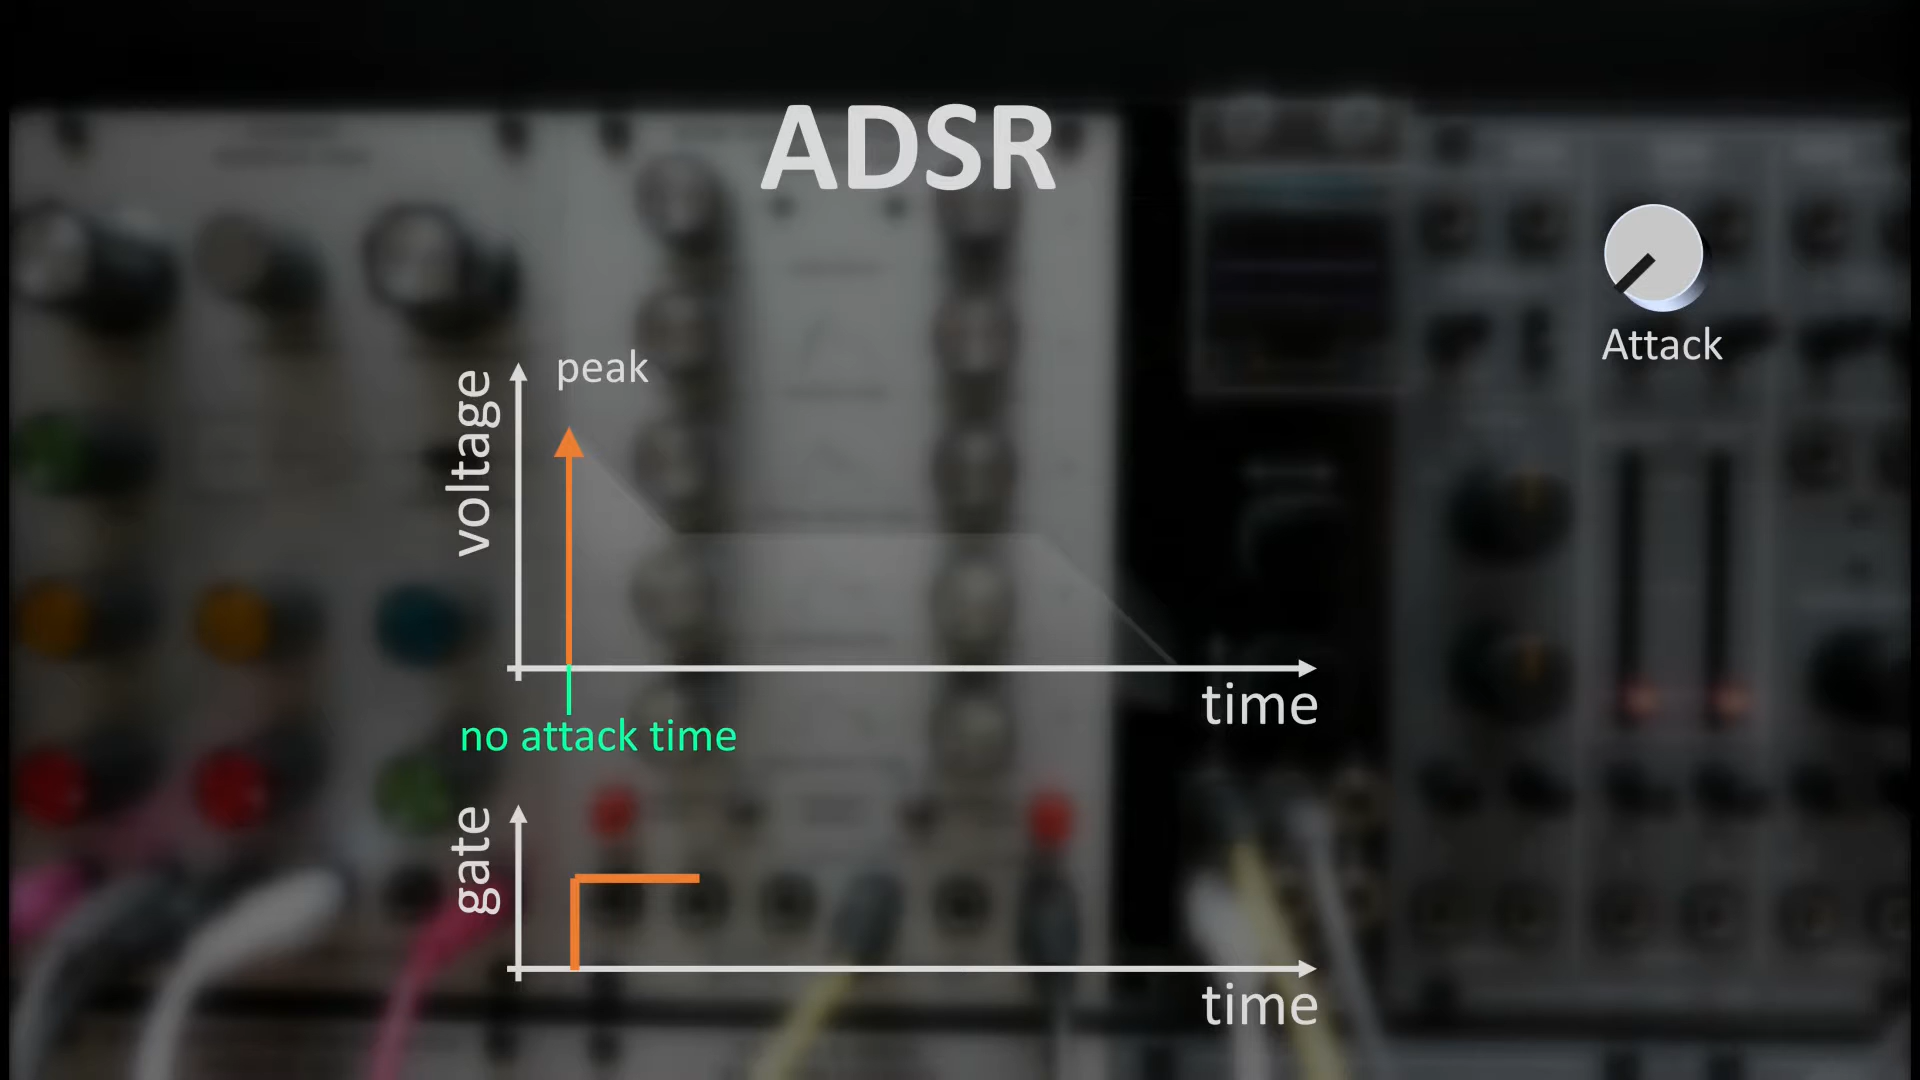 ADSR
Attack
peak
voltage
time
no attack time
gate
time